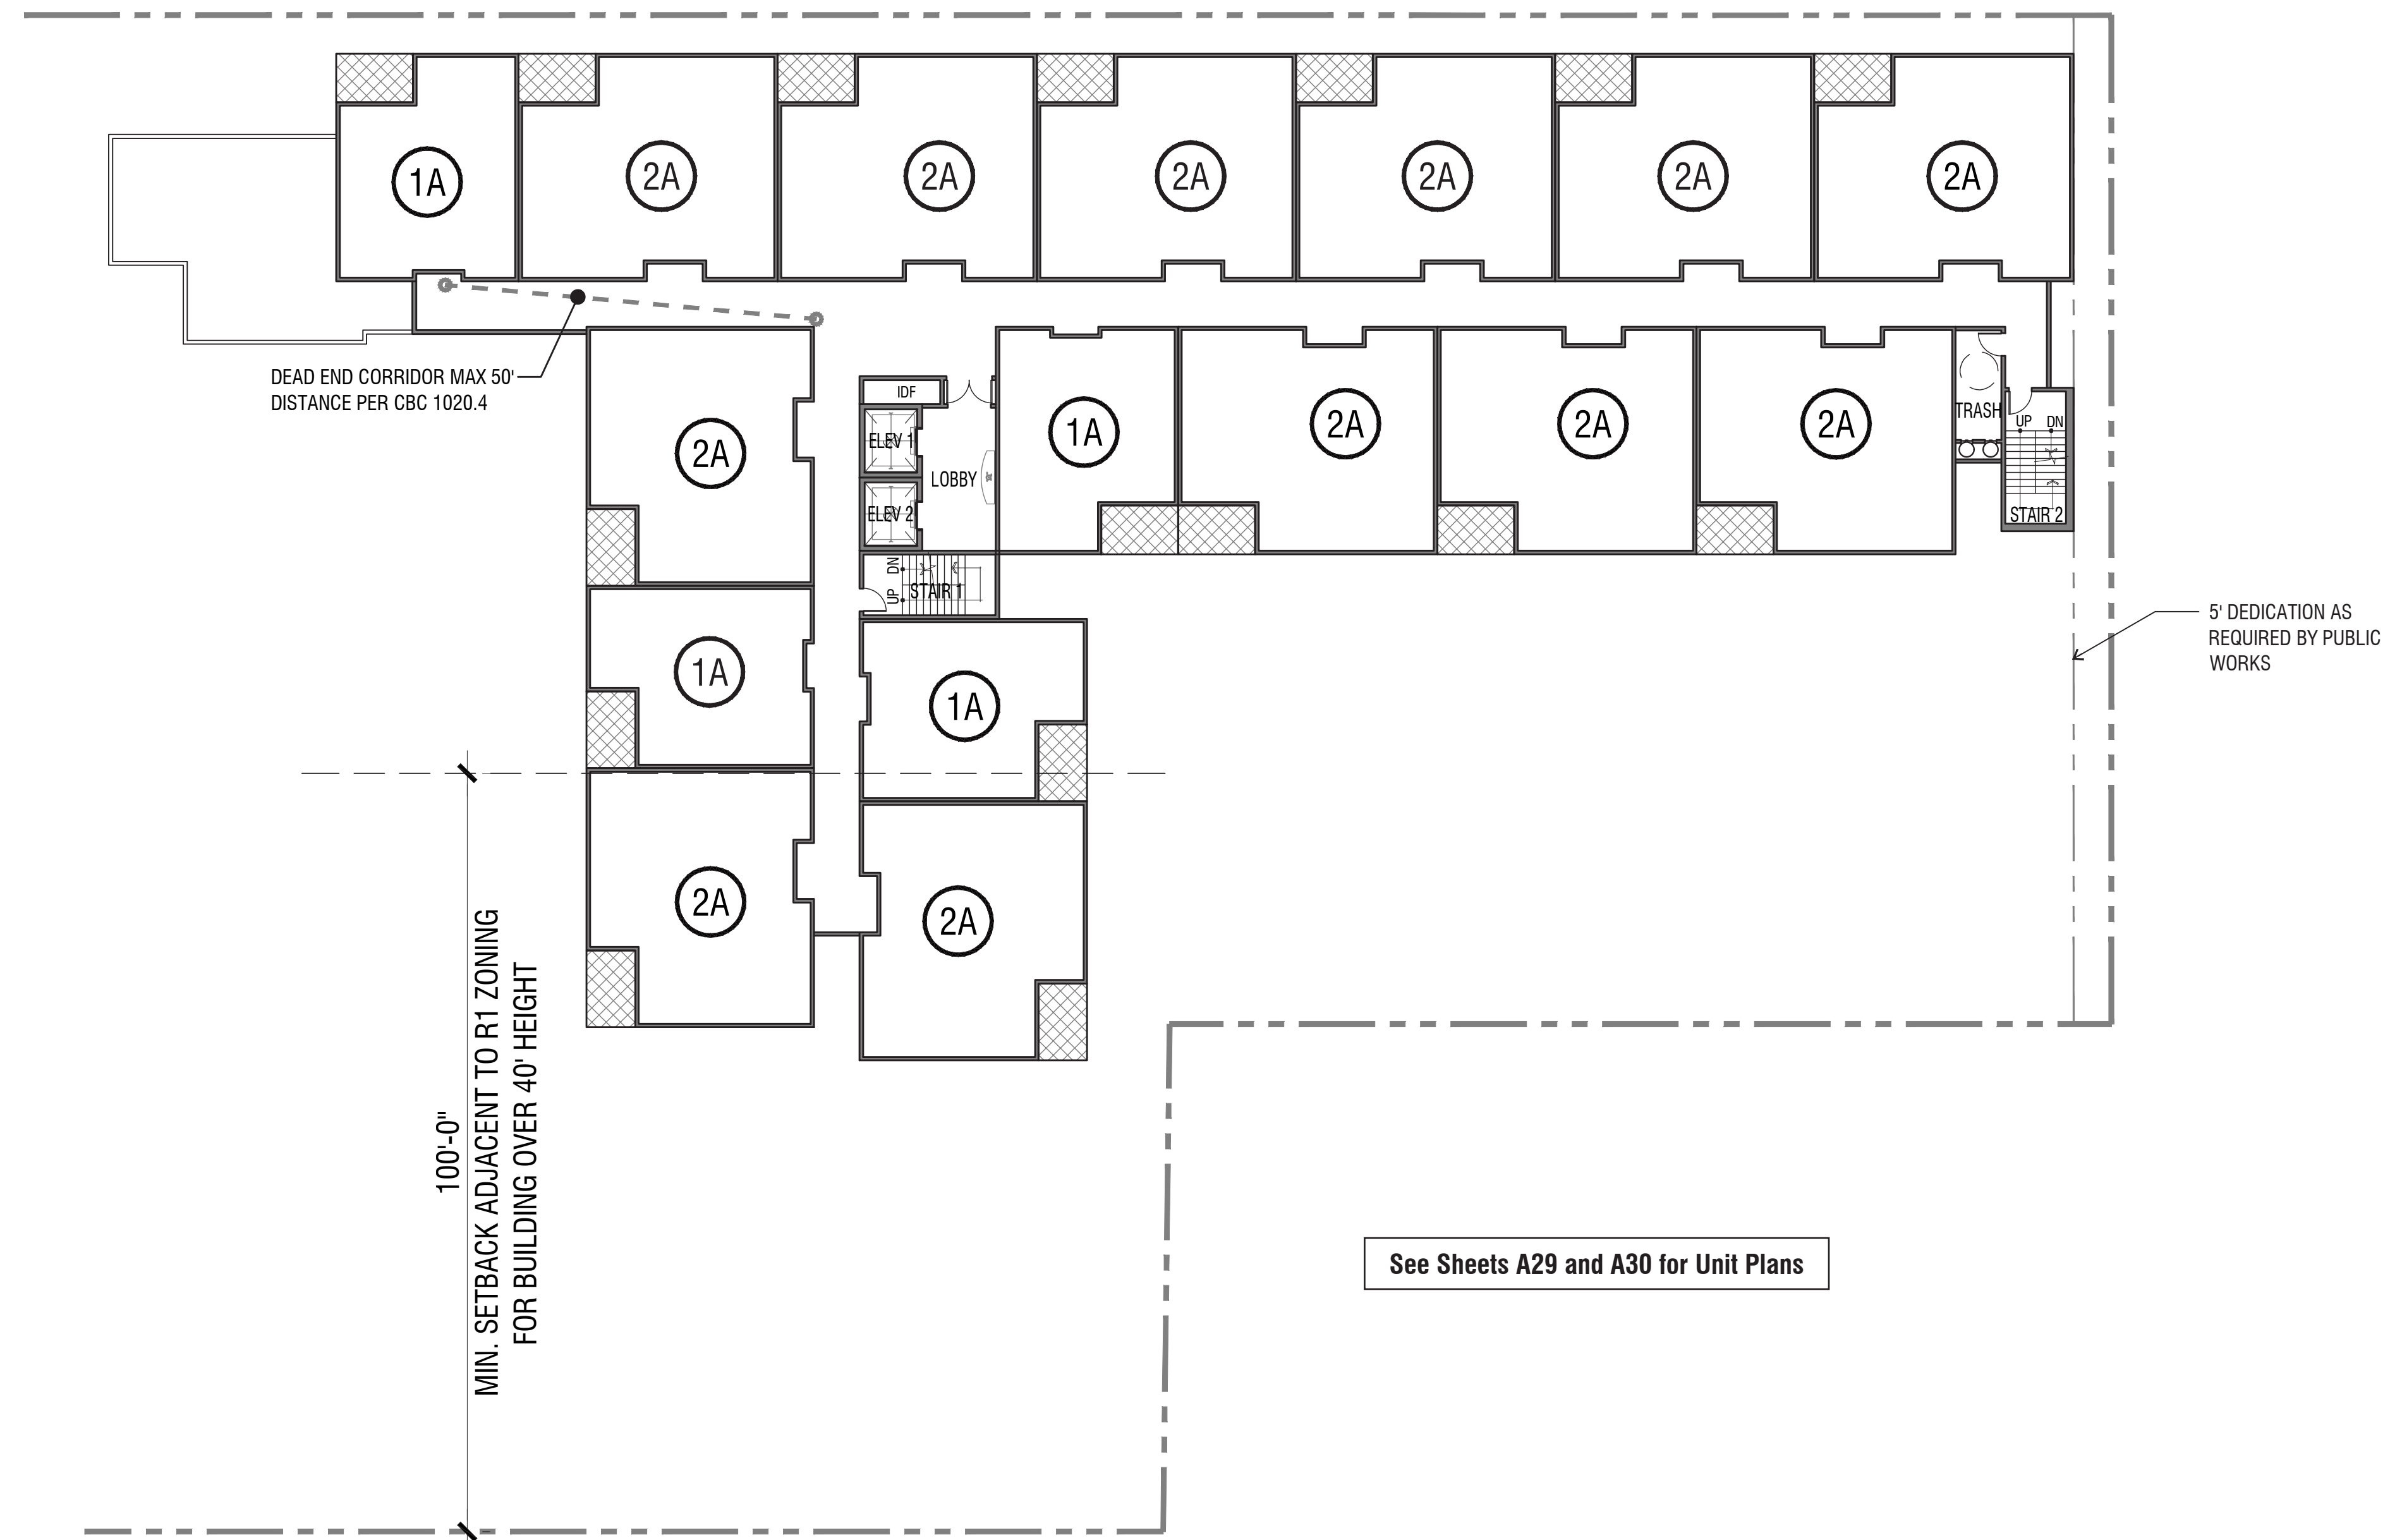 1A
2A
2A
2A
2A
2A
2A
DEAD END CORRIDOR MAX 50'
DISTANCE PER CBC 1020.4
2A
IDF
ELEV 1
ELEV 2
LOBBY
1A
2A
2A
2A
TRASH
UP DN
STAIR 2
UP DN
STAIR 1
5' DEDICATION AS
REQUIRED BY PUBLIC
WORKS
1A
1A
2A
2A
100'-0"
MIN. SETBACK ADJACENT TO R1 ZONING
FOR BUILDING OVER 40' HEIGHT
See Sheets A29 and A30 for Unit Plans